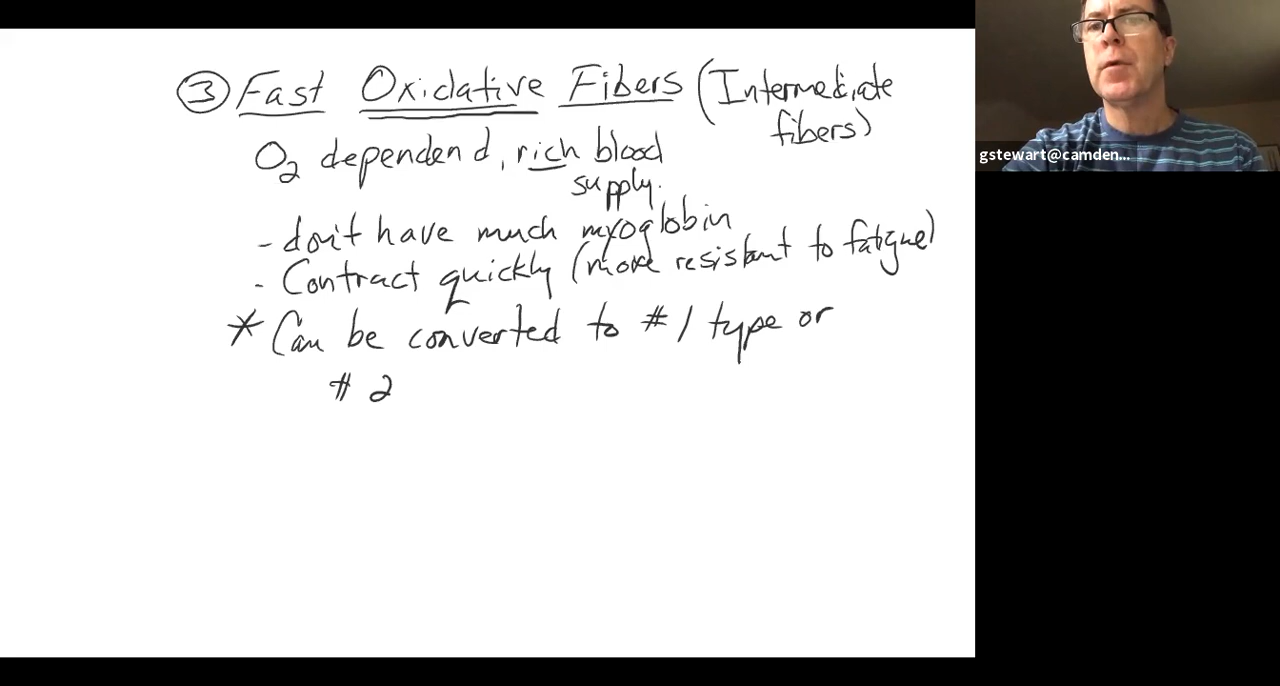 ③ Fast Oxidative Fibers (Intermediate
fibers)
O2 dependend, rich blood
supply.
- don't have much myoglobin
- Contract quickly (more resistant to fatigue)
* Can be converted to #1 type or
# 2
gstewart@camden...